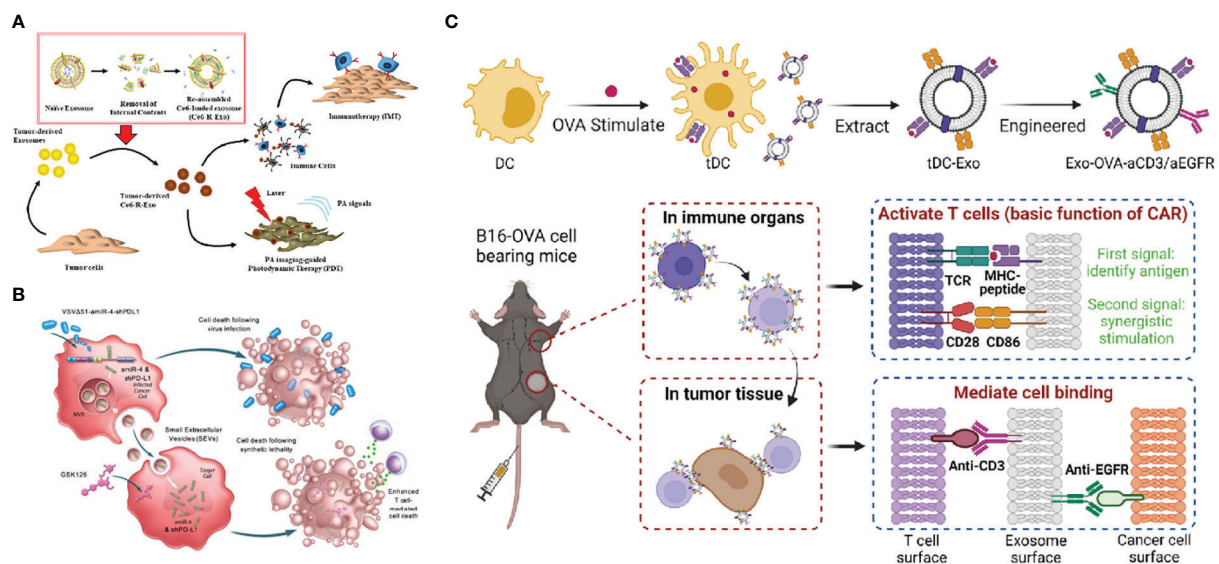 A
Naïve Exosome
Removal of
Internal Contents
Re-assembled
Ce6-loaded exosome
(Ce6-R-Exo)
Tumor-derived
Exosomes
Tumor cells
Tumor-derived
Ce6-R-Exo
Immunotherapy (IMT)
Immune Cells
Laser
PA signals
PA imaging-guided
Photodynamic Therapy (PDT)
B
VSVΔ51-amiR-4-shPDL1
amiR-4 &
shPD-L1
Infected
Cancer
Cell
MVB
Cell death following
virus infection
Small Extracellular
Vesicles (SEVs)
GSK126
Target
Cell
amiR-4
& shPD-L1
Cell death following
synthetic lethality
Enhanced
T cell-
mediated
cell death
C
OVA Stimulate
Extract
Engineered
DC
tDC
tDC-Exo
Exo-OVA-aCD3/aEGFR
B16-OVA cell
bearing mice
In immune organs
In tumor tissue
Activate T cells (basic function of CAR)
TCR
MHC-
peptide
First signal:
identify antigen
CD28
CD86
Second signal:
synergistic
stimulation
Mediate cell binding
Anti-CD3
Anti-EGFR
T cell
surface
Exosome
surface
Cancer cell
surface